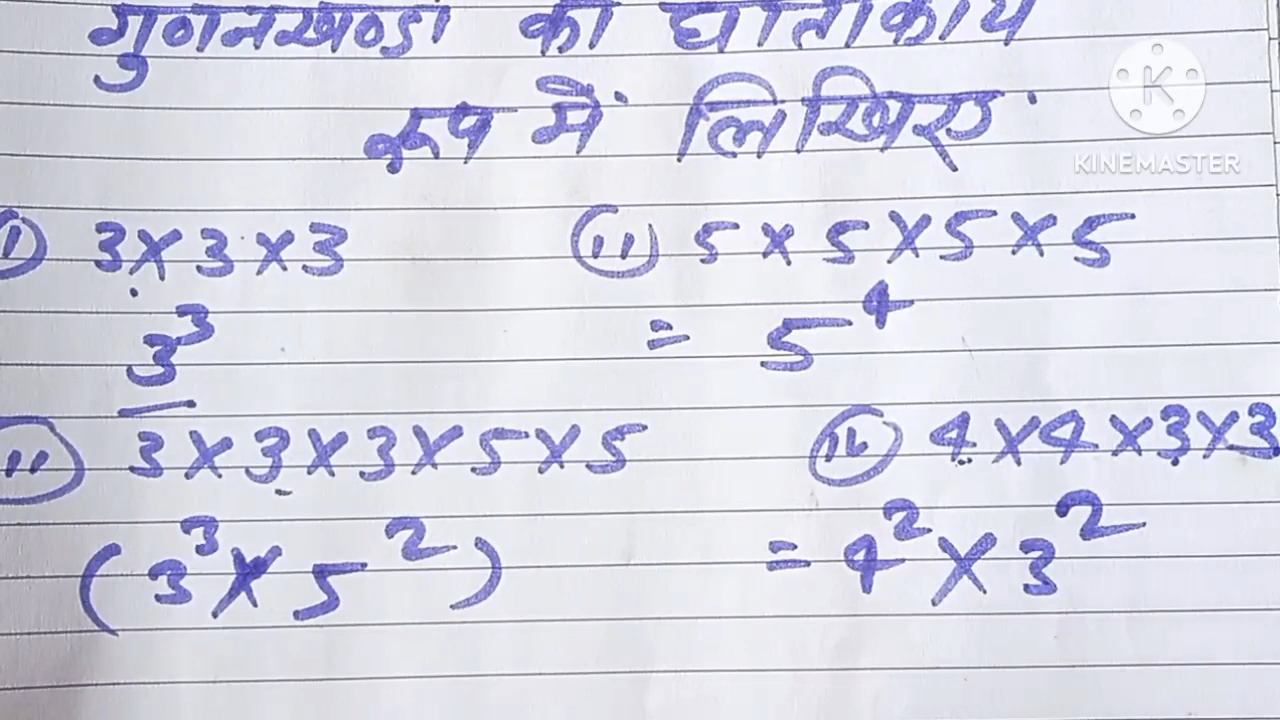 गुणनखण्डों को घातांकीय
रूप में लिखिए
KINEMASTER
(i) 3×3×3 (ii) 5×5×5×5
3³ = 5⁴
(ii) 3×3×3×5×5 (iv) 4×4×3×3
(3³×5²) = 4²×3²